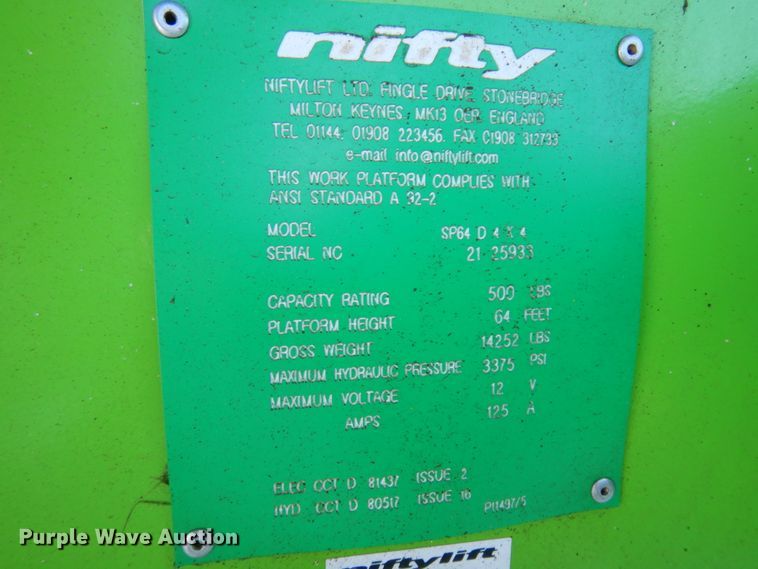 nifty
NIFTYLIFT LTD. FINGLE DRIVE, STONEBRIDGE
MILTON KEYNES, MK13 OER, ENGLAND
TEL 01144. 01908 223456. FAX 01908 312733
e-mail info@niftylift.com
THIS WORK PLATFORM COMPLIES WITH
ANSI STANDARD A 92-2
MODEL SP64 D 4 X 4
SERIAL NO 21 25933
CAPACITY RATING 500 LBS
PLATFORM HEIGHT 64 FEET
GROSS WEIGHT 14252 LBS
MAXIMUM HYDRAULIC PRESSURE 3375 PSI
MAXIMUM VOLTAGE 12 V
AMPS 125 A
ELEC CCT D 81437 ISSUE 2
HYD. CCT D 80517 ISSUE 16 P11497/5
Purple Wave Auction
niftylift